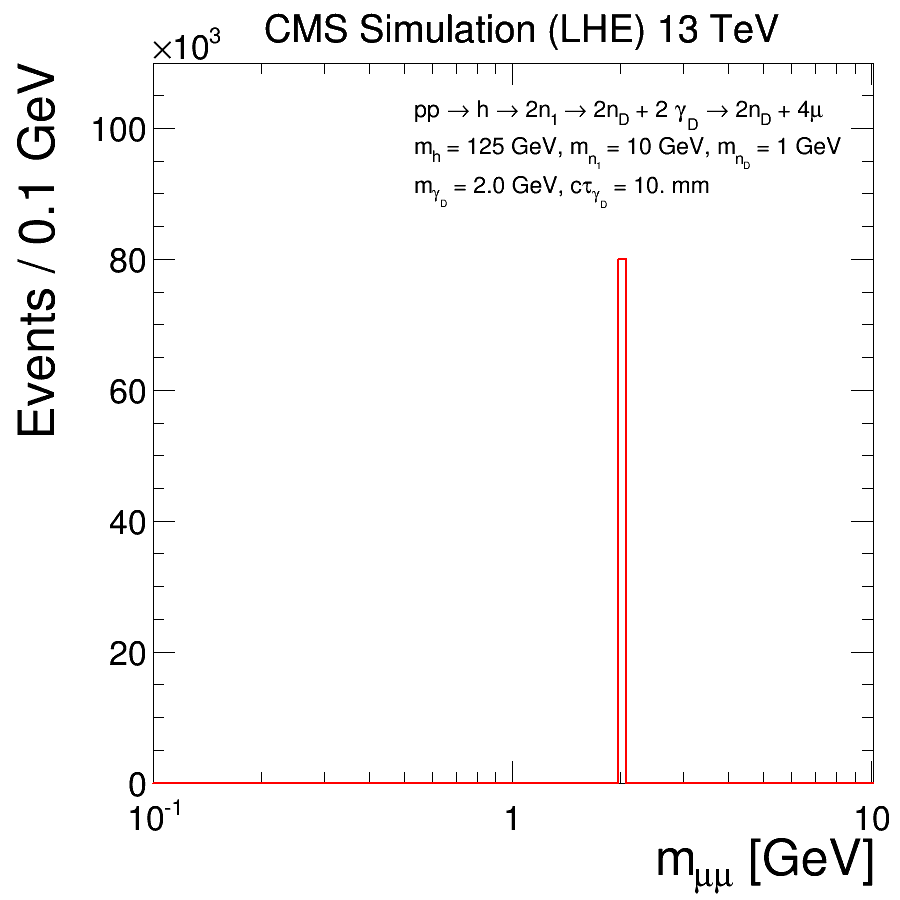 CMS Simulation (LHE) 13 TeV
×10³
Events / 0.1 GeV
pp → h → 2n₁ → 2n_D + 2 γ_D → 2n_D + 4μ
m_h = 125 GeV, m_n₁ = 10 GeV, m_n_D = 1 GeV
m_γ_D = 2.0 GeV, cτ_γ_D = 10. mm
100
80
60
40
20
0
10⁻¹ 1 10
m_μμ [GeV]